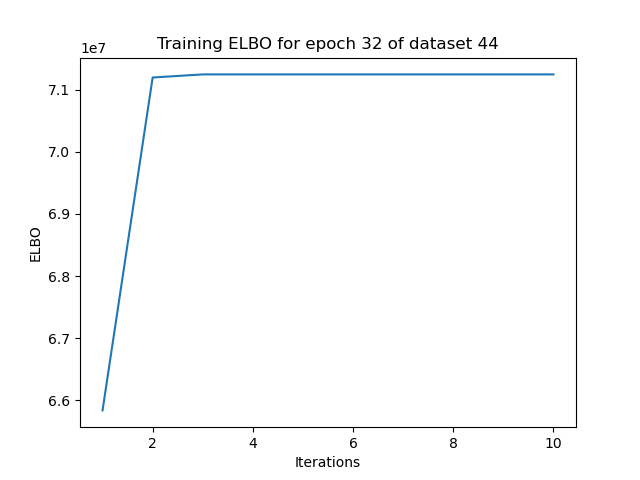 Training ELBO for epoch 32 of dataset 44
1e7
7.1
7.0
6.9
6.8
6.7
6.6
ELBO
2 4 6 8 10
Iterations